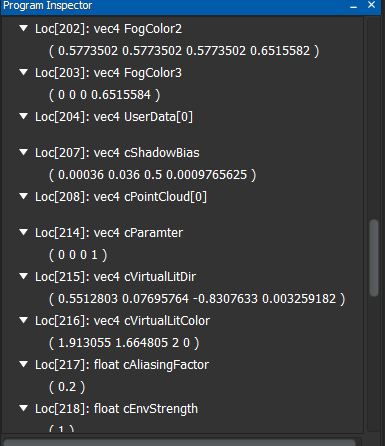 Program Inspector
Loc[202]: vec4 FogColor2
( 0.5773502 0.5773502 0.5773502 0.6515582 )
Loc[203]: vec4 FogColor3
( 0 0 0 0.6515584 )
Loc[204]: vec4 UserData[0]
Loc[207]: vec4 cShadowBias
( 0.00036 0.036 0.5 0.0009765625 )
Loc[208]: vec4 cPointCloud[0]
Loc[214]: vec4 cParamter
( 0 0 0 1 )
Loc[215]: vec4 cVirtualLitDir
( 0.5512803 0.07695764 -0.8307633 0.003259182 )
Loc[216]: vec4 cVirtualLitColor
( 1.913055 1.664805 2 0 )
Loc[217]: float cAliasingFactor
( 0.2 )
Loc[218]: float cEnvStrength
( 1 )